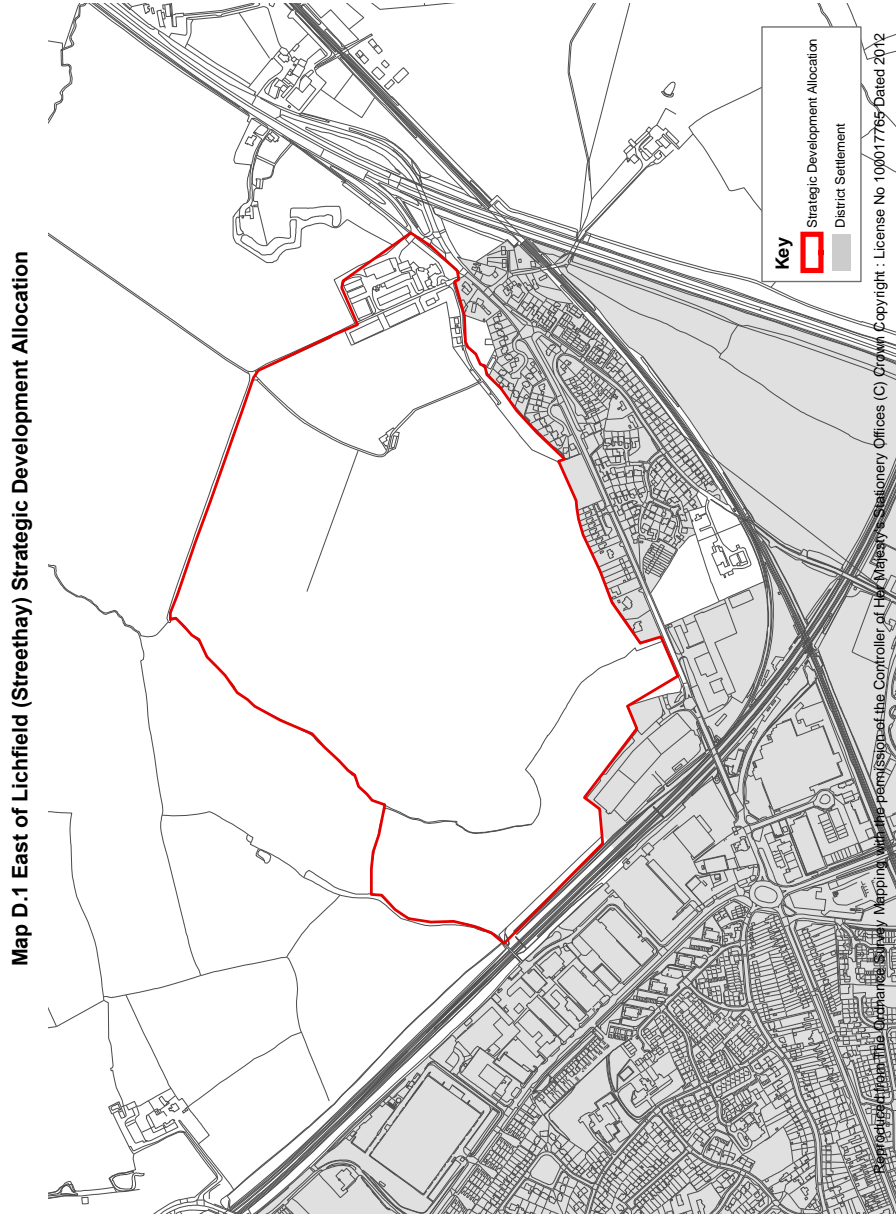 Map D.1 East of Lichfield (Streethay) Strategic Development Allocation
Key
Strategic Development Allocation
District Settlement
Reproduced from The Ordnance Survey Mapping with the permission of the Controller of Her Majesty's Stationery Offices (C) Crown Copyright : License No 100017765 Dated 2012